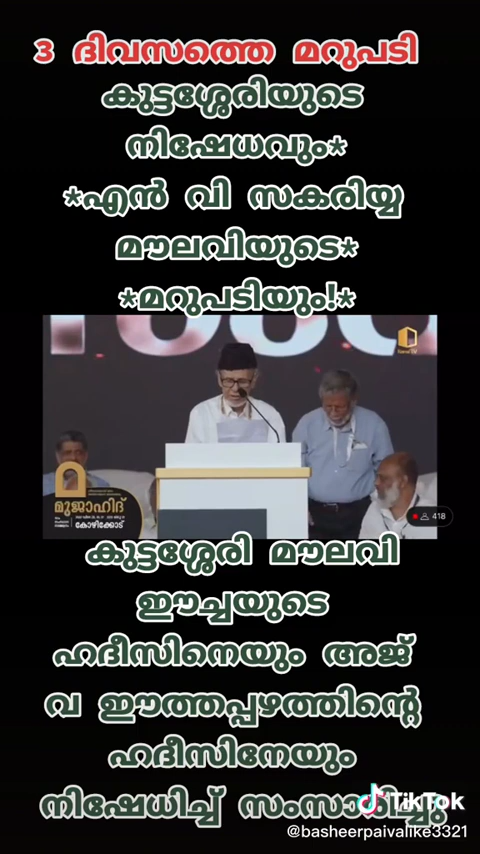 3 ദിവസത്തെ മറുപടി
കുട്ടശ്ശേരിയുടെ
നിഷേധവും*
*എൻ വി സകരിയ്യ
മൗലവിയുടെ*
*മറുപടിയും!*
മുജാഹിദ്
കോഴിക്കോട്
418
കുട്ടശ്ശേരി മൗലവി
ഈച്ചയുടെ
ഹദീസിനെയും അജ്
വ ഈത്തപ്പഴത്തിന്റെ
ഹദീസിനേയും
നിഷേധിച്ച് സംസാരിച്ചു
TikTok
@basheerpaivalike3321